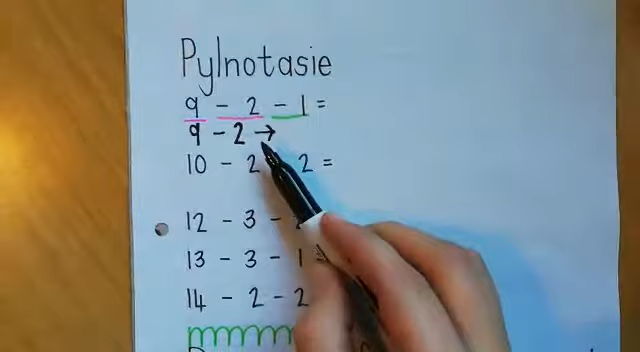 Pylnotasie
9 - 2 - 1 =
9 - 2 →
10 - 2 2 =
12 - 3 -
13 - 3 - 1
14 - 2 - 2